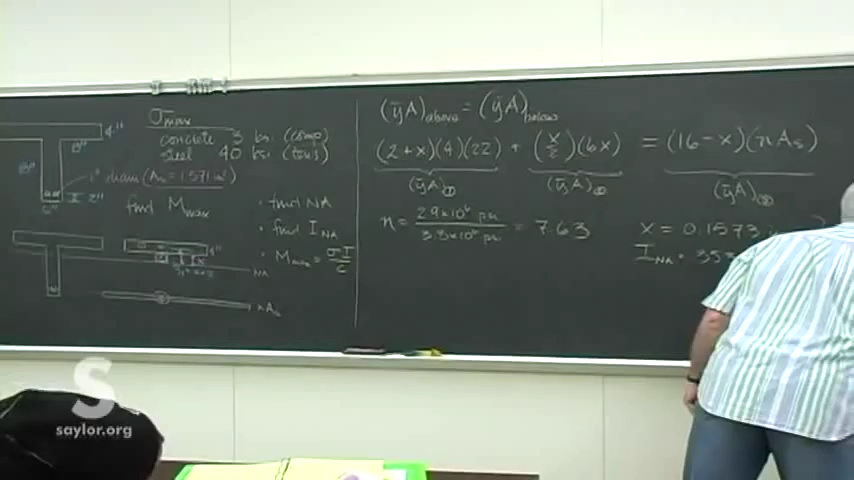 σmax
concrete 3 ksi (comp)
steel 40 ksi (tens)
4"
8"
18"
1" diam (As = 1.571 in²)
2"
6"
find Mmax
• find NA
• find I NA
• Mmax = σI/c
4"
NA
nAs
(ȳA)above = (ȳA)below
(2+x)(4)(22) + (x/2)(6x) = (16-x)(nAs)
(ȳA)① (ȳA)② (ȳA)③
n = 29×10⁶ psi / 3.8×10⁶ psi = 7.63
x = 0.1573
I NA =
S
saylor.org